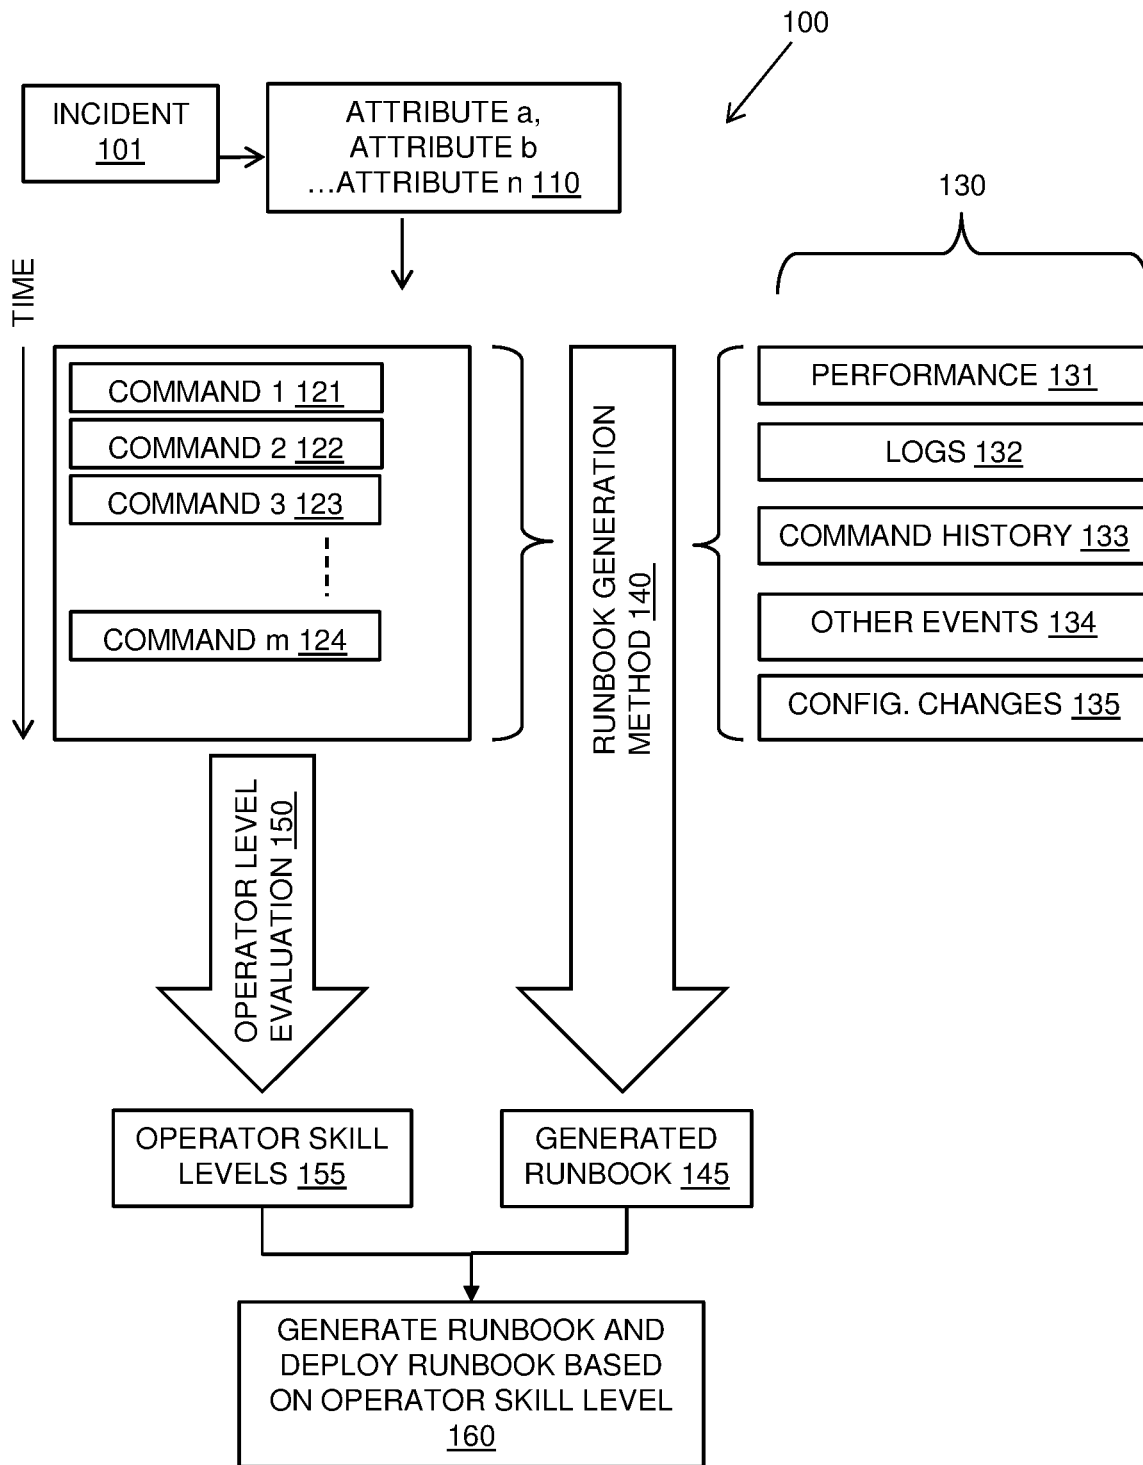 100
INCIDENT
101
ATTRIBUTE a,
ATTRIBUTE b
...ATTRIBUTE n 110
130
TIME
COMMAND 1 121
COMMAND 2 122
COMMAND 3 123
COMMAND m 124
RUNBOOK GENERATION
METHOD 140
PERFORMANCE 131
LOGS 132
COMMAND HISTORY 133
OTHER EVENTS 134
CONFIG. CHANGES 135
OPERATOR LEVEL
EVALUATION 150
OPERATOR SKILL
LEVELS 155
GENERATED
RUNBOOK 145
GENERATE RUNBOOK AND
DEPLOY RUNBOOK BASED
ON OPERATOR SKILL LEVEL
160